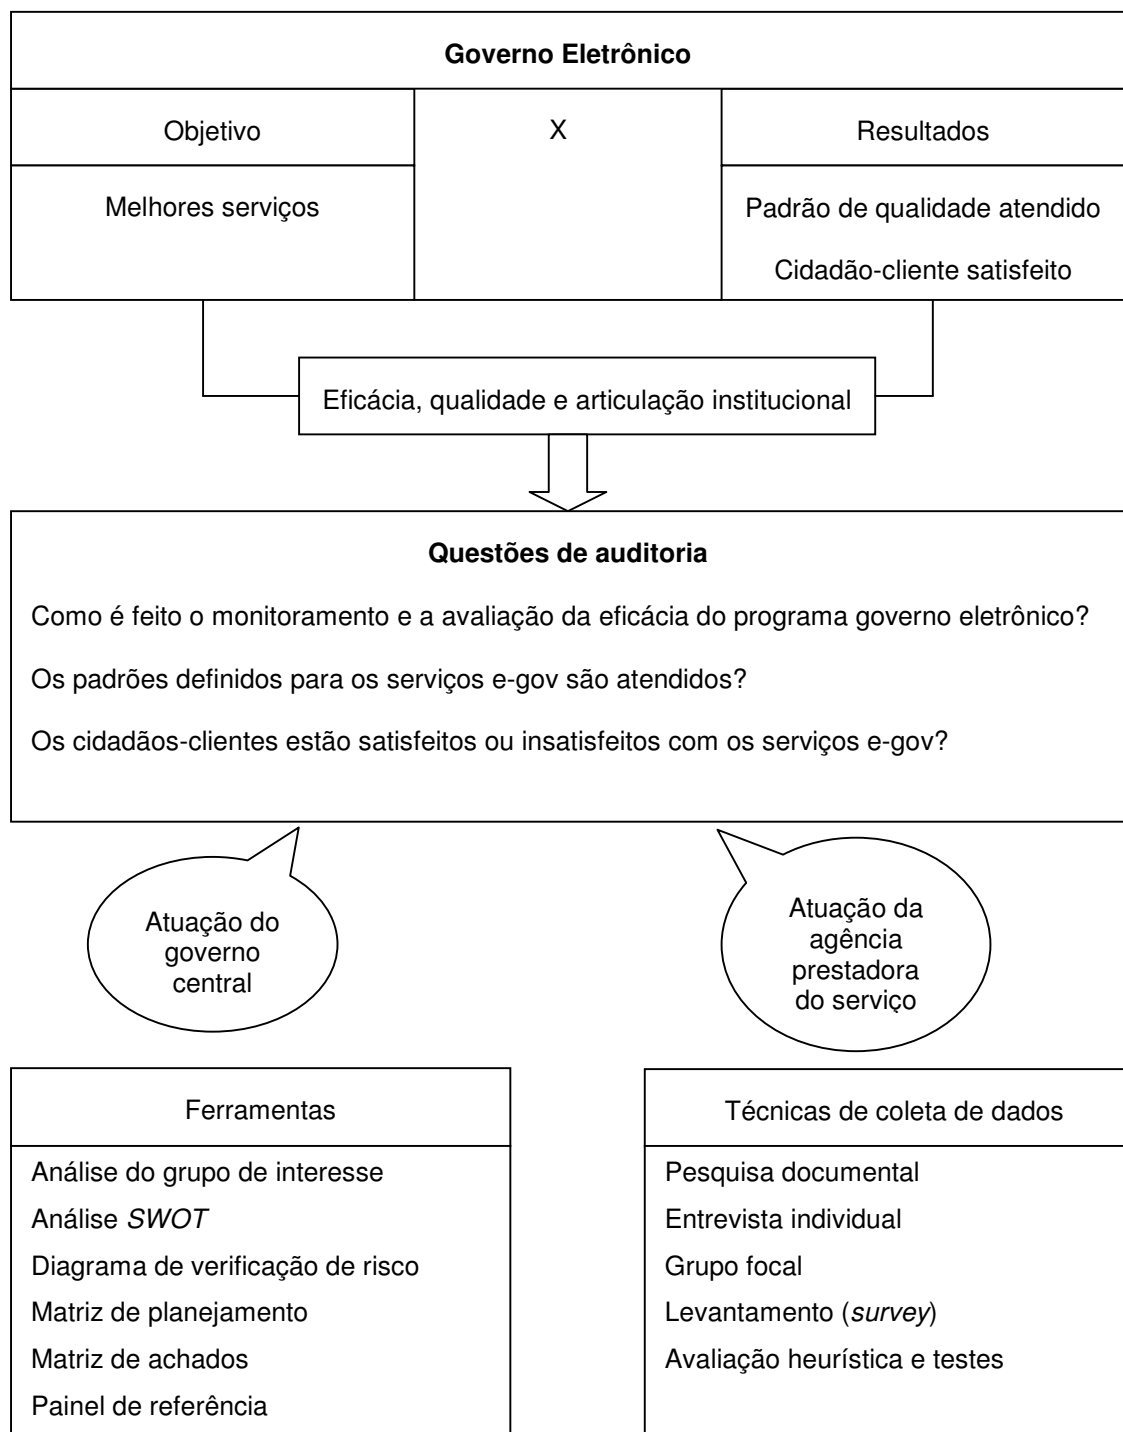 Governo Eletrônico
Objetivo
X
Resultados
Melhores serviços
Padrão de qualidade atendido
Cidadão-cliente satisfeito
Eficácia, qualidade e articulação institucional
Questões de auditoria
Como é feito o monitoramento e a avaliação da eficácia do programa governo eletrônico?
Os padrões definidos para os serviços e-gov são atendidos?
Os cidadãos-clientes estão satisfeitos ou insatisfeitos com os serviços e-gov?
Atuação do
governo
central
Atuação da
agência
prestadora
do serviço
Ferramentas
Análise do grupo de interesse
Análise SWOT
Diagrama de verificação de risco
Matriz de planejamento
Matriz de achados
Painel de referência
Técnicas de coleta de dados
Pesquisa documental
Entrevista individual
Grupo focal
Levantamento (survey)
Avaliação heurística e testes